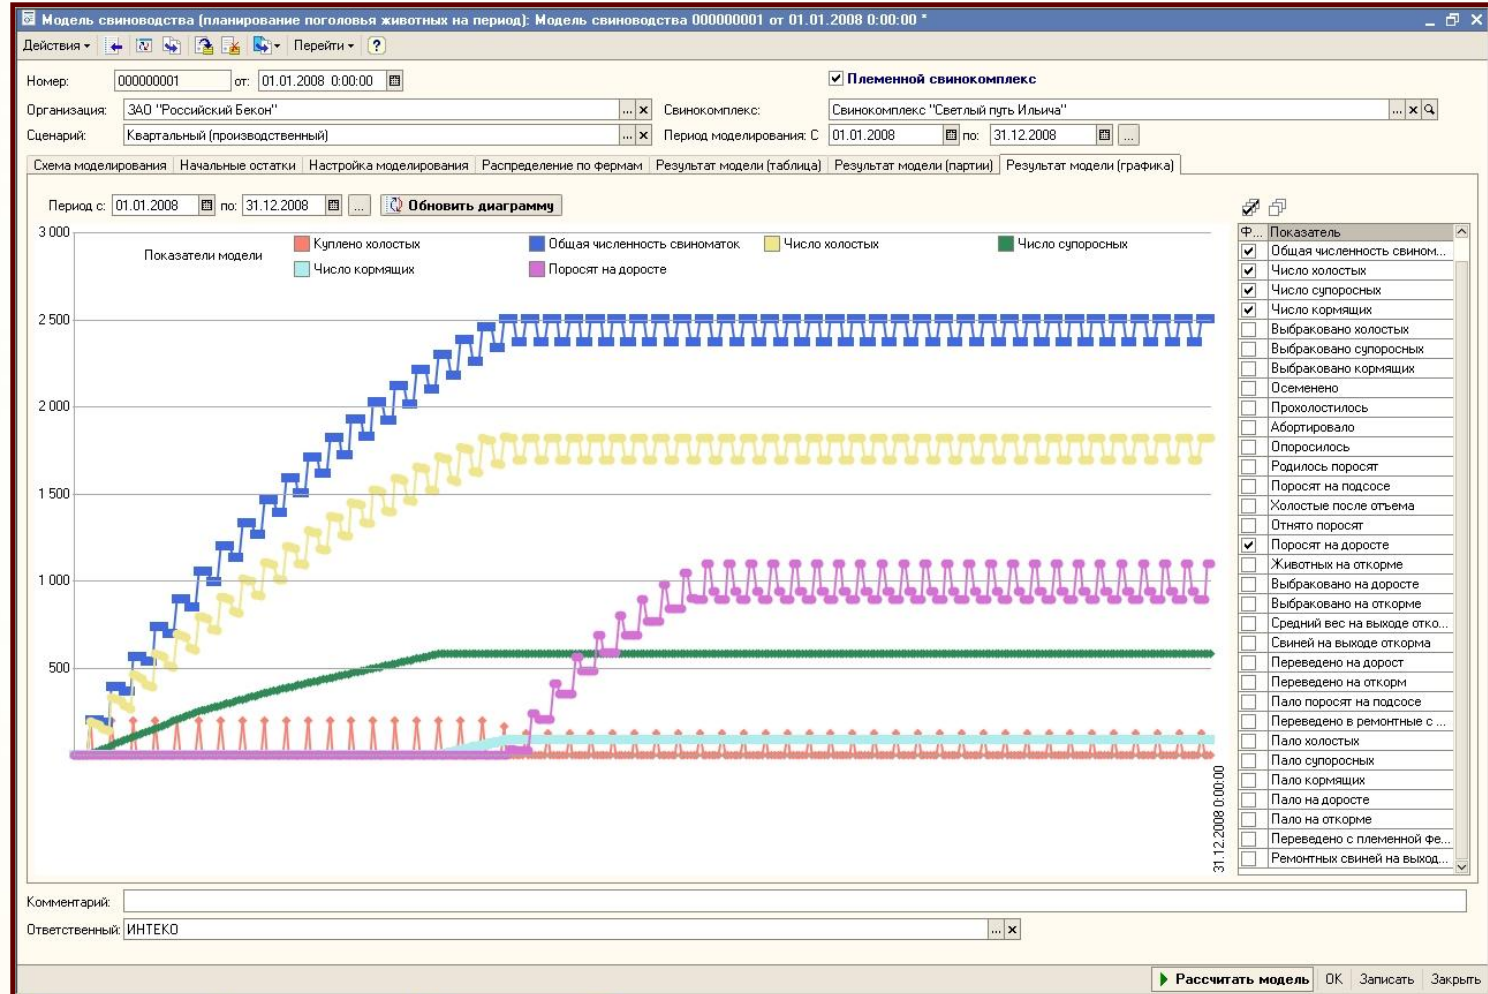 Модель свиноводства (планирование поголовья животных на период): Модель свиноводства 000000001 от 01.01.2008 0:00:00 *
Действия Перейти ?
Номер: 000000001 от: 01.01.2008 0:00:00 Племенной свинокомплекс
Организация: ЗАО "Российский Бекон" ... x Свинокомплекс: Свинокомплекс "Светлый путь Ильича" ... x
Сценарий: Квартальный (производственный) ... x Период моделирования: С 01.01.2008 по: 31.12.2008 ...
Схема моделирования Начальные остатки Настройка моделирования Распределение по фермам Результат модели (таблица) Результат модели (партии) Результат модели (графика)
Период с: 01.01.2008 по: 31.12.2008 ... Обновить диаграмму
Показатели модели
Куплено холостых Общая численность свиноматок Число холостых Число супоросных
Число кормящих Поросят на доросте
3 000
2 500
2 000
1 500
1 000
500
31.12.2008 0:00:00
Ф... Показатель
Общая численность свином...
Число холостых
Число супоросных
Число кормящих
Выбраковано холостых
Выбраковано супоросных
Выбраковано кормящих
Осеменено
Прохолостилось
Абортировало
Опоросилось
Родилось поросят
Поросят на подсосе
Холостые после отъема
Отнято поросят
Поросят на доросте
Животных на откорме
Выбраковано на доросте
Выбраковано на откорме
Средний вес на выходе отко...
Свиней на выходе откорма
Переведено на дорост
Переведено на откорм
Пало поросят на подсосе
Переведено в ремонтные с ...
Пало холостых
Пало супоросных
Пало кормящих
Пало на доросте
Пало на откорме
Переведено с племенной фе...
Ремонтных свиней на выход...
Комментарий:
Ответственный: ИНТЕКО ... x
Рассчитать модель OK Записать Закрыть